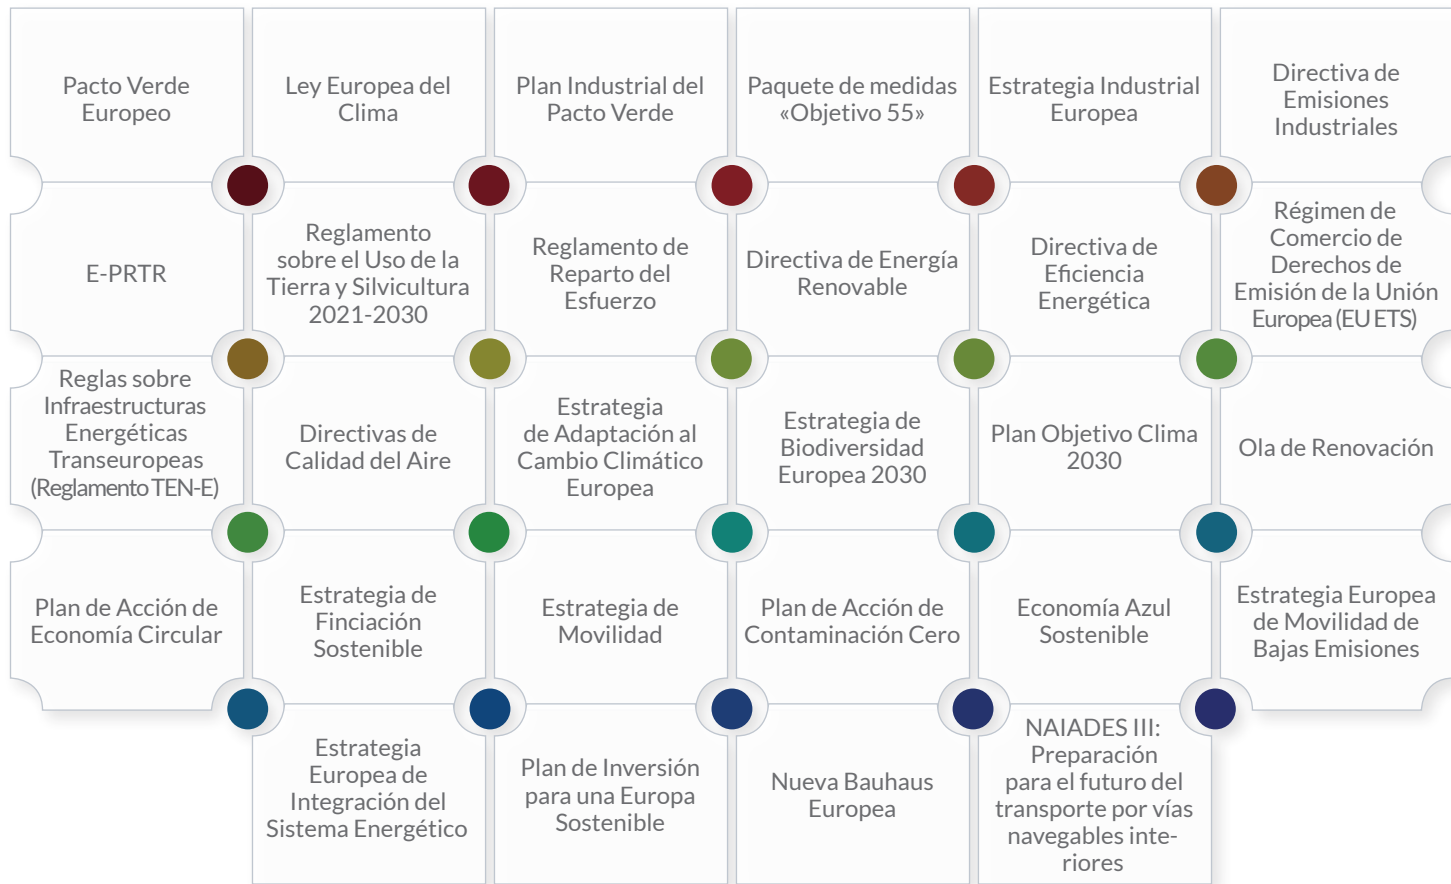 Pacto Verde
Europeo
Ley Europea del
Clima
Plan Industrial del
Pacto Verde
Paquete de medidas
«Objetivo 55»
Estrategia Industrial
Europea
Directiva de
Emisiones
Industriales
E-PRTR
Reglamento
sobre el Uso de la
Tierra y Silvicultura
2021-2030
Reglamento de
Reparto del
Esfuerzo
Directiva de Energía
Renovable
Directiva de
Eficiencia
Energética
Régimen de
Comercio de
Derechos de
Emisión de la Unión
Europea (EU ETS)
Reglas sobre
Infraestructuras
Energéticas
Transeuropeas
(Reglamento TEN-E)
Directivas de
Calidad del Aire
Estrategia
de Adaptación al
Cambio Climático
Europea
Estrategia de
Biodiversidad
Europea 2030
Plan Objetivo Clima
2030
Ola de Renovación
Plan de Acción de
Economía Circular
Estrategia de
Finciación
Sostenible
Estrategia de
Movilidad
Plan de Acción de
Contaminación Cero
Economía Azul
Sostenible
Estrategia Europea
de Movilidad de
Bajas Emisiones
Estrategia
Europea de
Integración del
Sistema Energético
Plan de Inversión
para una Europa
Sostenible
Nueva Bauhaus
Europea
NAIADES III:
Preparación
para el futuro del
transporte por vías
navegables inte-
riores